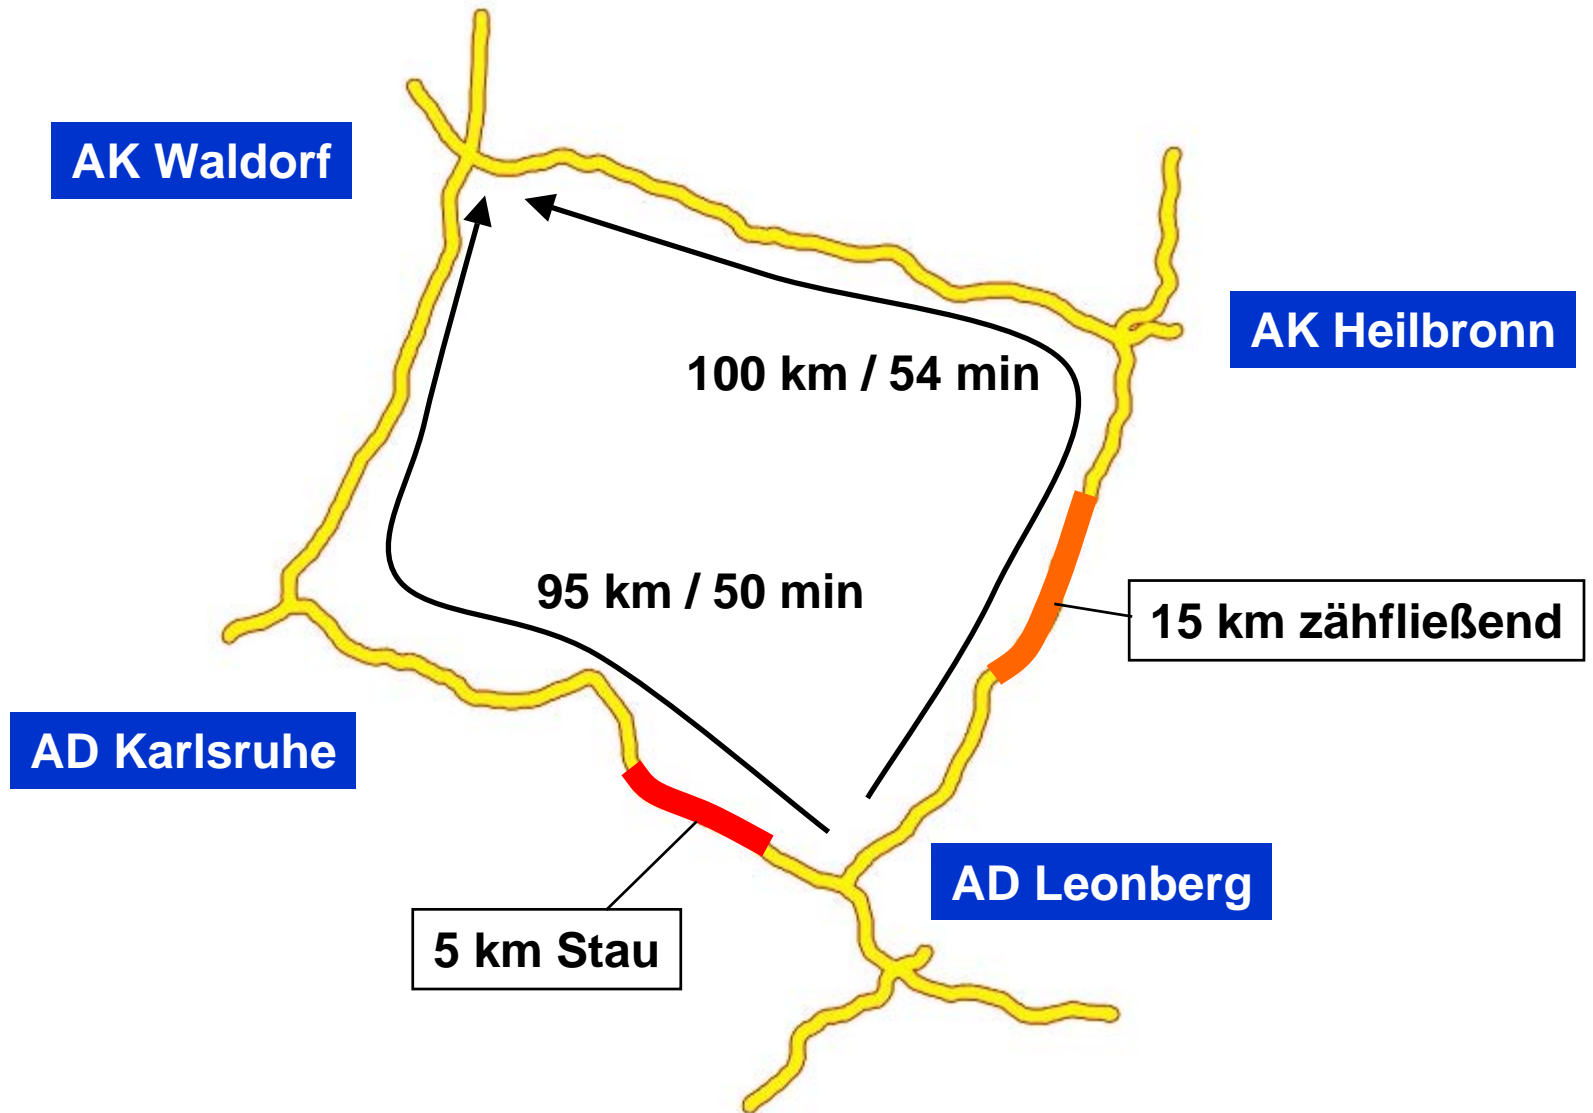 AK Waldorf
AK Heilbronn
100 km / 54 min
95 km / 50 min
15 km zähfließend
AD Karlsruhe
AD Leonberg
5 km Stau